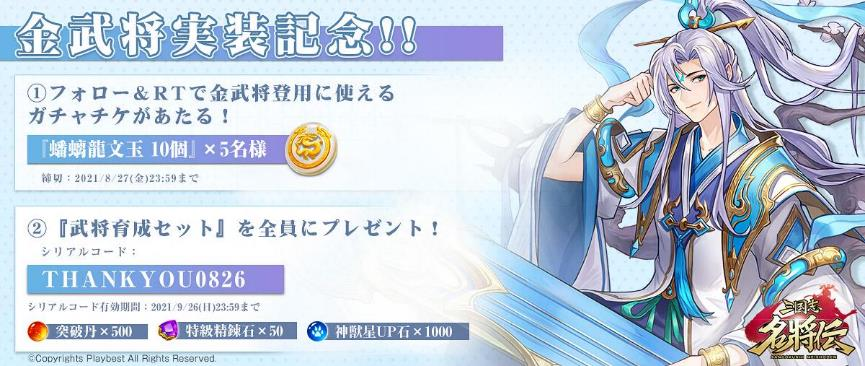 金武将実装記念!!
①フォロー＆RTで金武将登用に使える
ガチャチケがあたる！
『蟠螭龍文玉 10個』×5名様
締切：2021/8/27(金)23:59まで
②『武将育成セット』を全員にプレゼント！
シリアルコード：
THANKYOU0826
シリアルコード有効期間：2021/9/26(日)23:59まで
突破丹×500
特級精錬石×50
神獣星UP石×1000
三国志
名将伝
©Copyrights Playbest All Rights Reserved.